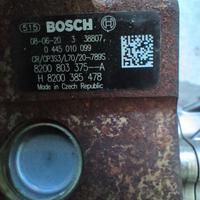 515 BOSCH
08-06-20 3 38807
0 445 010 099
CR/CP3S3/L70/20-789S
8200 803 375--A
H 8200 385 478
Made in Czech Republic